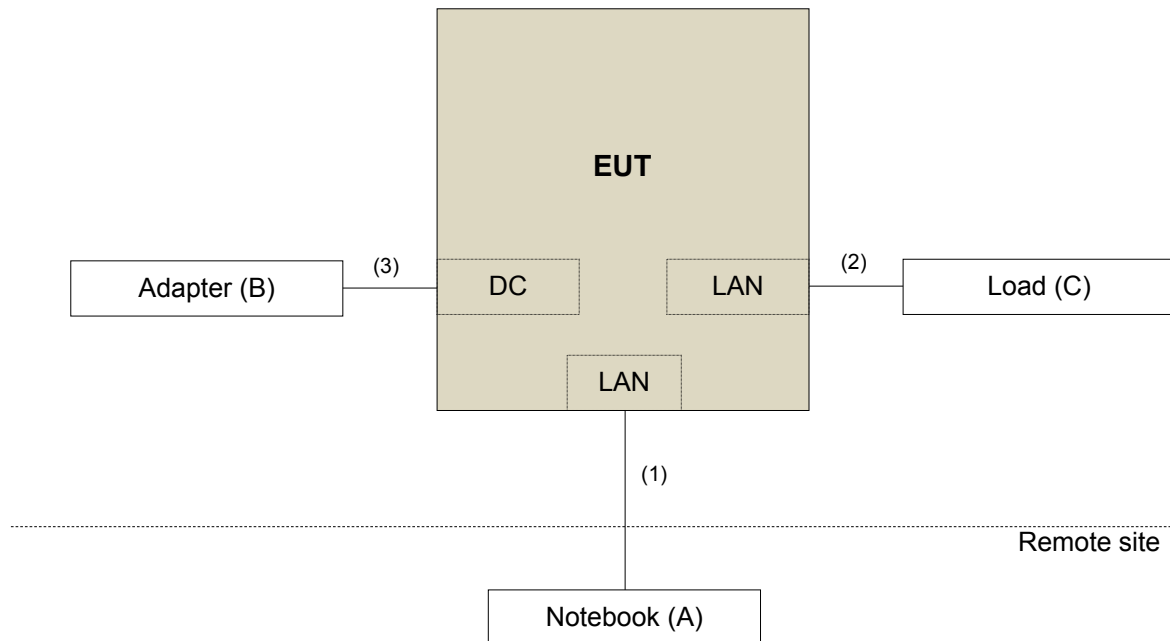 EUT
(3)
(2)
Adapter (B)
DC
LAN
Load (C)
LAN
(1)
Remote site
Notebook (A)